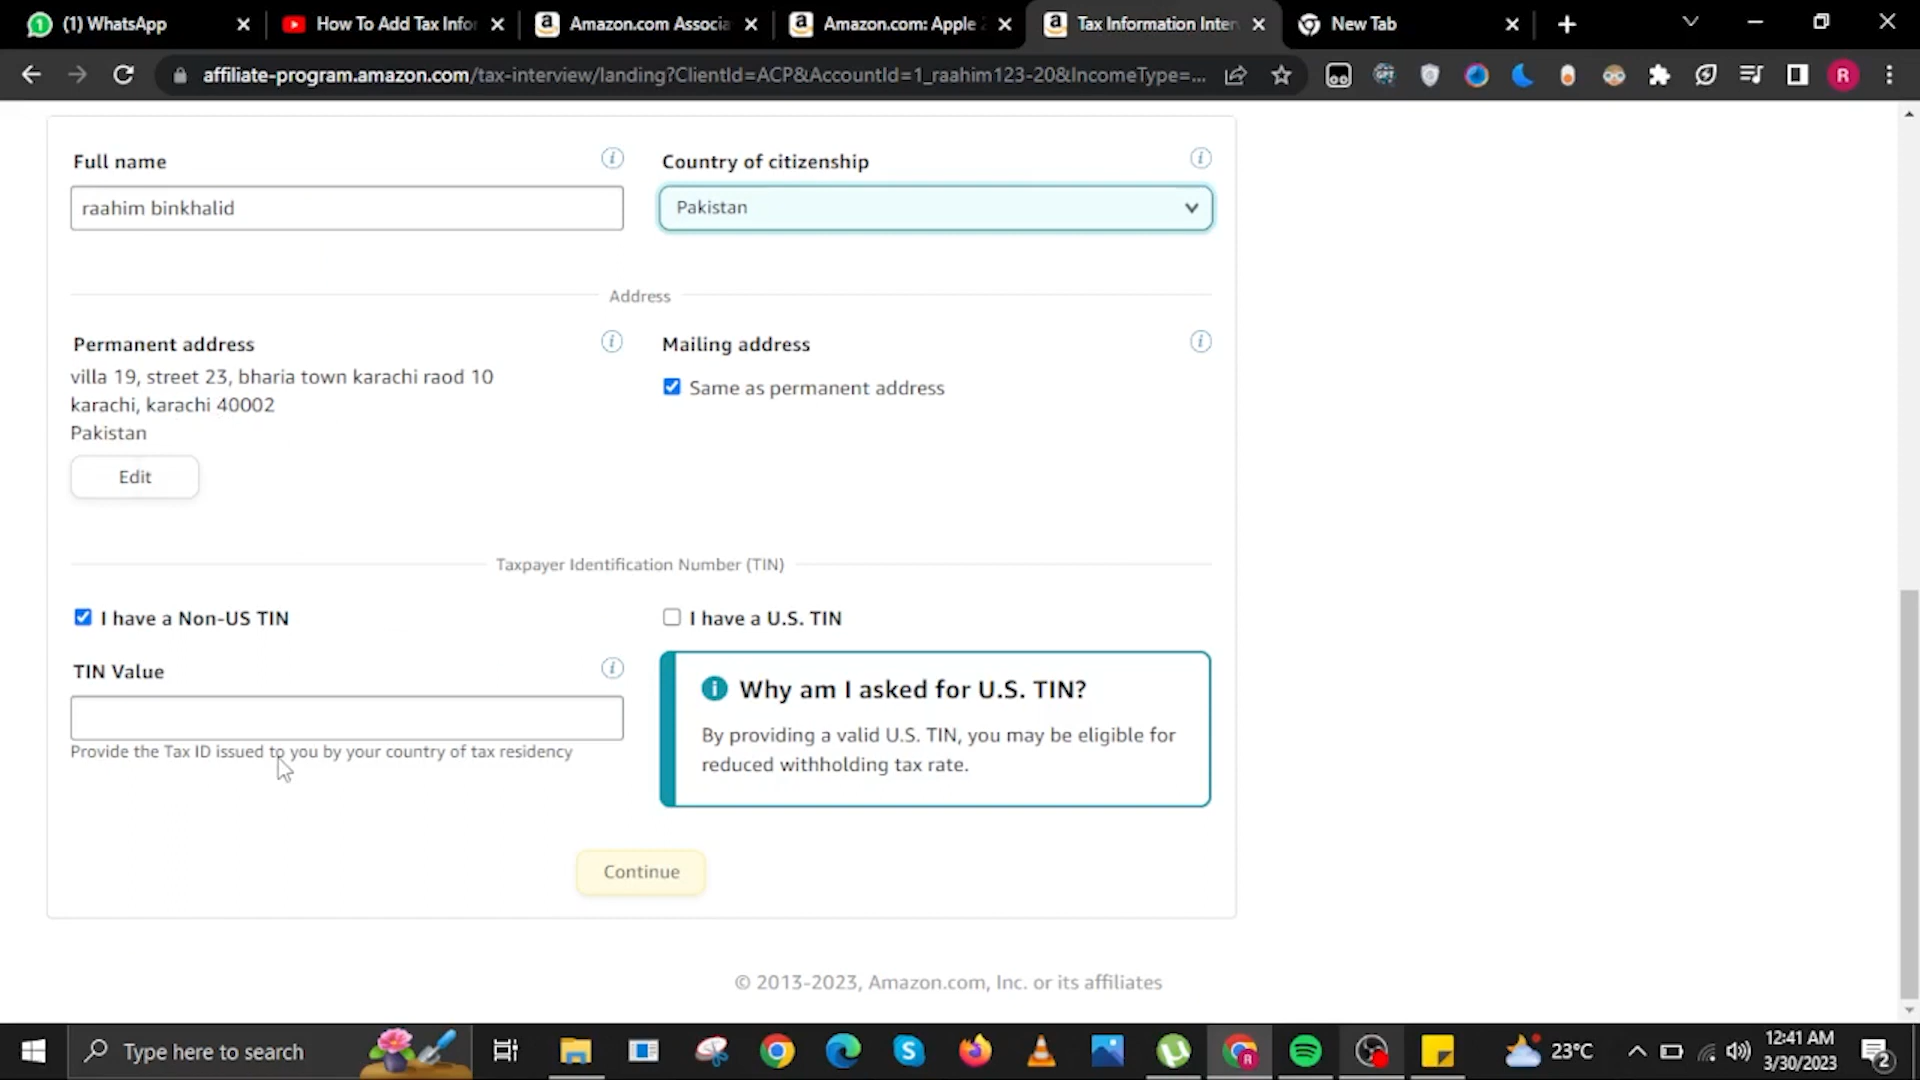 (1) WhatsApp
How To Add Tax Infor
Amazon.com Associa
Amazon.com: Apple
Tax Information Inter
New Tab
affiliate-program.amazon.com/tax-interview/landing?ClientId=ACP&AccountId=1_raahim123-20&IncomeType=...
R
Full name
Country of citizenship
raahim binkhalid
Pakistan
Address
Permanent address
Mailing address
villa 19, street 23, bharia town karachi raod 10
Same as permanent address
karachi, karachi 40002
Pakistan
Edit
Taxpayer Identification Number (TIN)
I have a Non-US TIN
I have a U.S. TIN
TIN Value
Why am I asked for U.S. TIN?
By providing a valid U.S. TIN, you may be eligible for
reduced withholding tax rate.
Provide the Tax ID issued to you by your country of tax residency
Continue
© 2013-2023, Amazon.com, Inc. or its affiliates
Type here to search
23°C
12:41 AM
3/30/2023
2